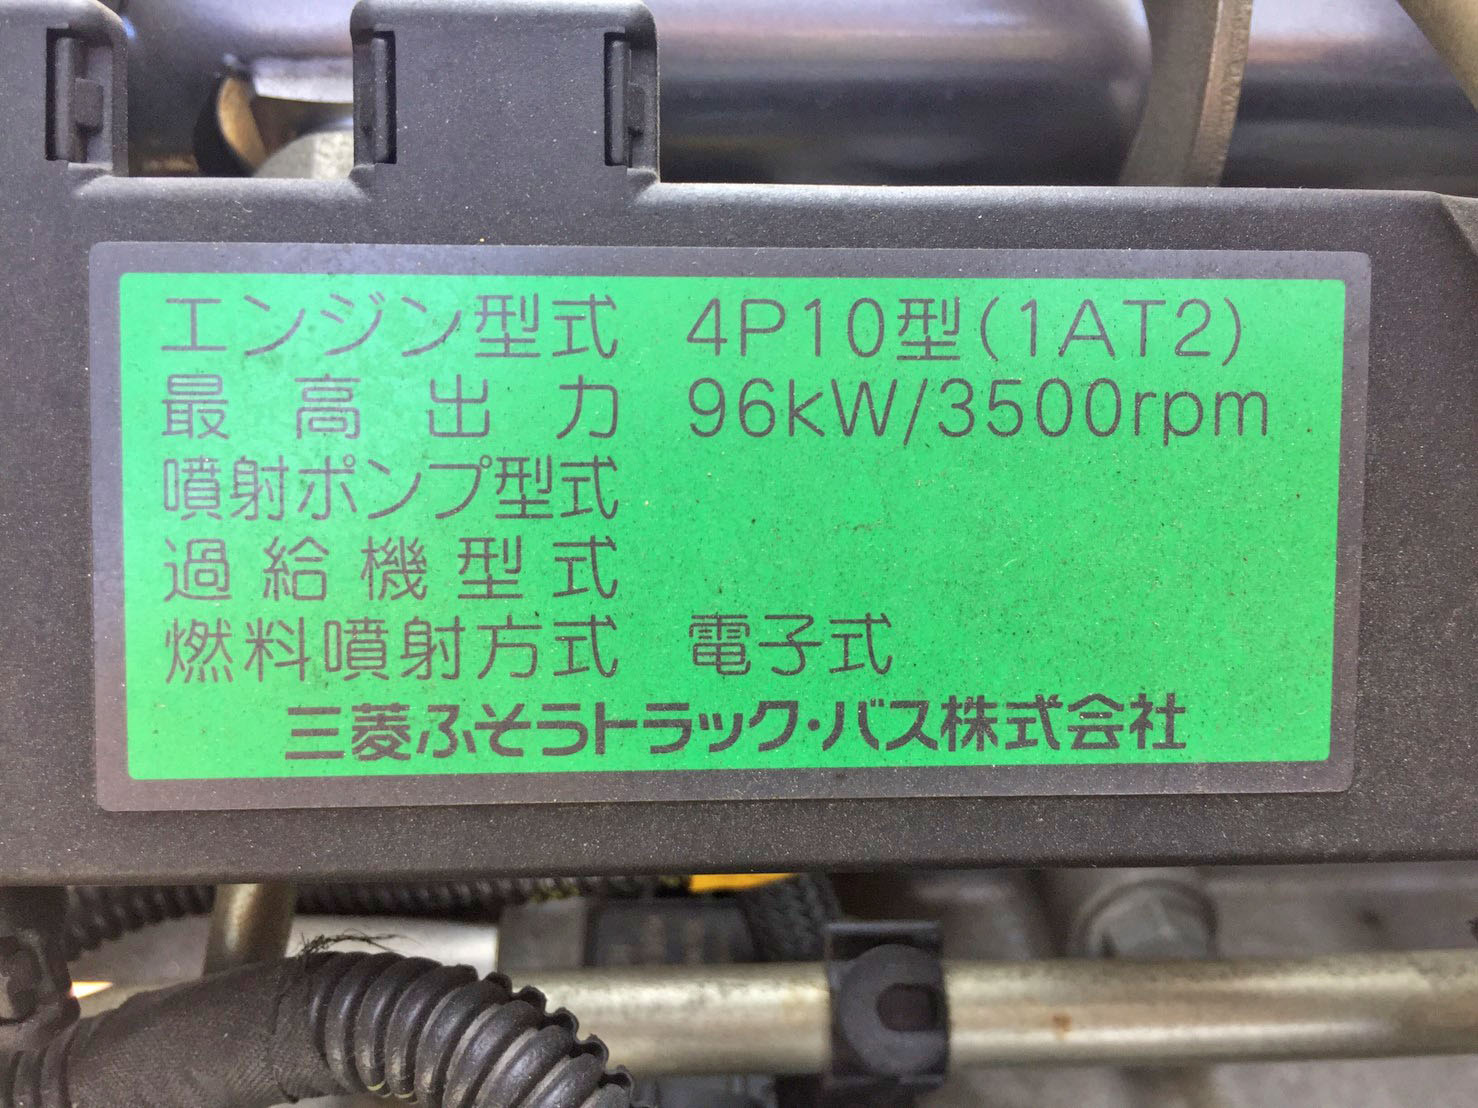 エンジン型式 4P10型(1AT2)
最高出力 96kW/3500rpm
噴射ポンプ型式
過給機型式
燃料噴射方式 電子式
三菱ふそうトラック・バス株式会社